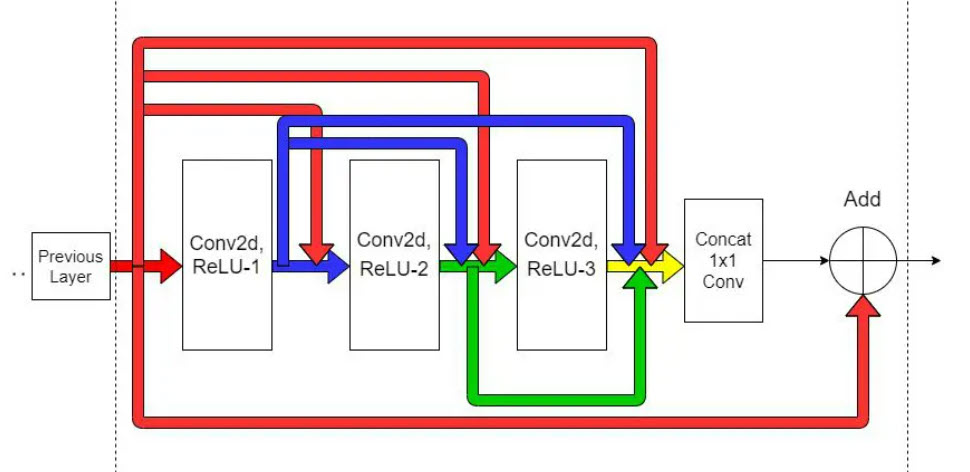 Previous
Layer
Conv2d,
ReLU-1
Conv2d,
ReLU-2
Conv2d,
ReLU-3
Concat
1x1
Conv
Add